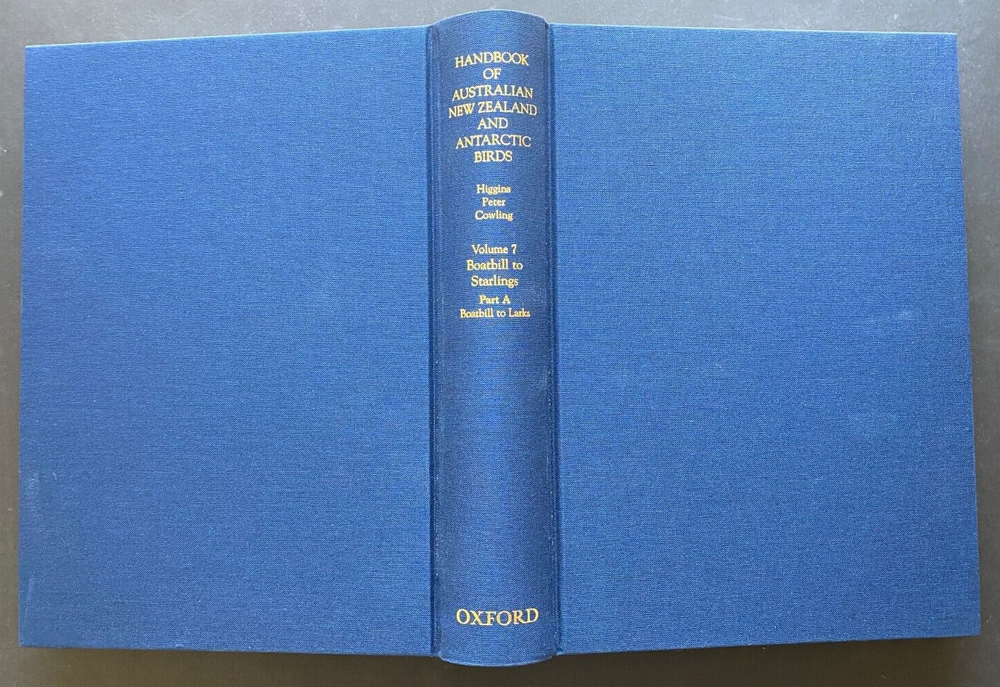 HANDBOOK
OF
AUSTRALIAN
NEW ZEALAND
AND
ANTARCTIC
BIRDS
Higgins
Peter
Cowling
Volume 7
Boatbill to
Starlings
Part A
Boatbill to Larks
OXFORD